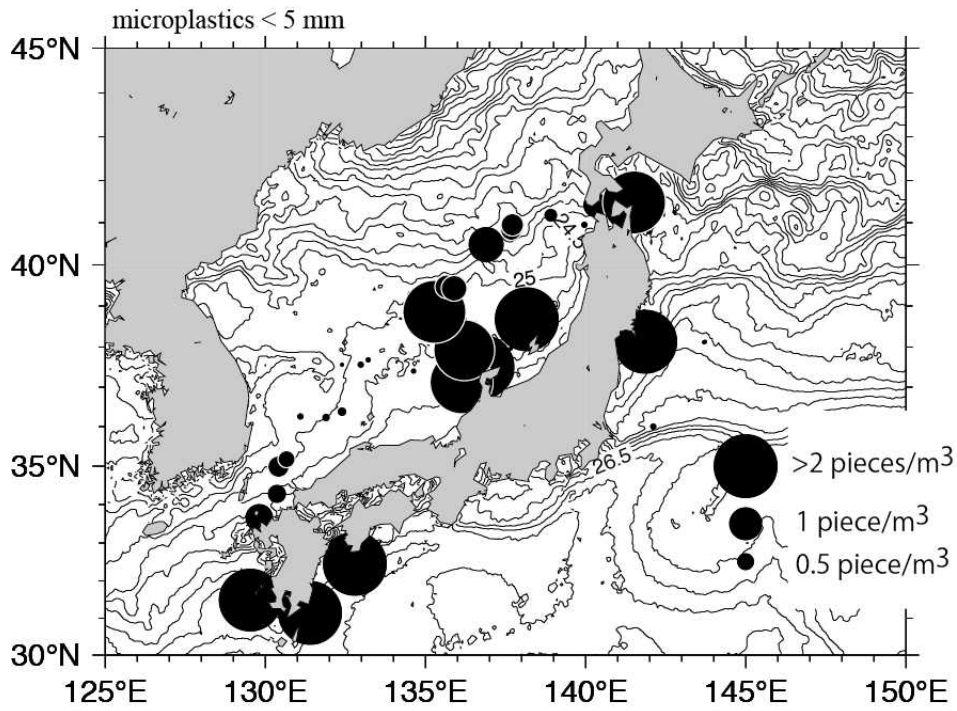 microplastics < 5 mm
45°N
40°N
35°N
30°N
125°E 130°E 135°E 140°E 145°E 150°E
24.5
25
26.5
>2 pieces/m³
1 piece/m³
0.5 piece/m³